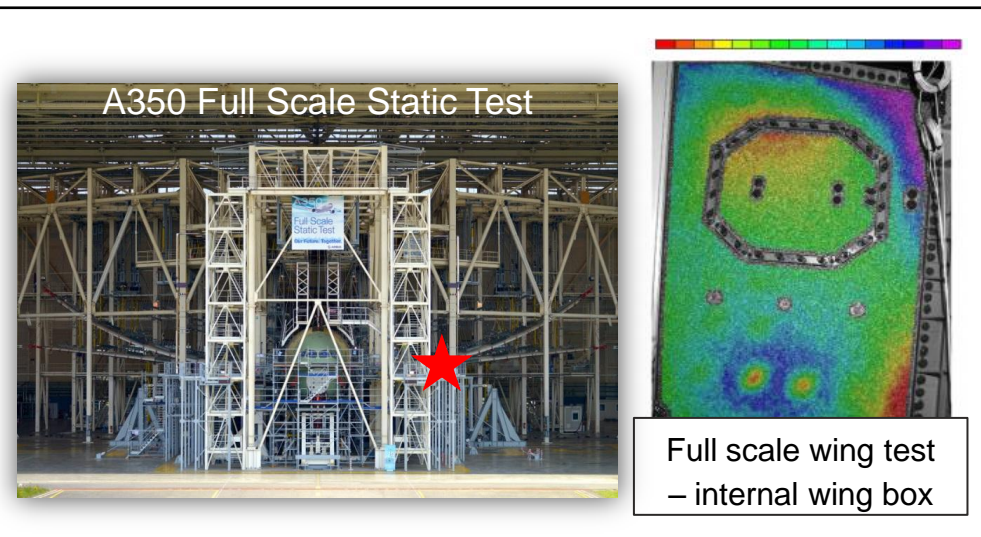 A350 Full Scale Static Test
Full Scale
Static Test
Full scale wing test
– internal wing box